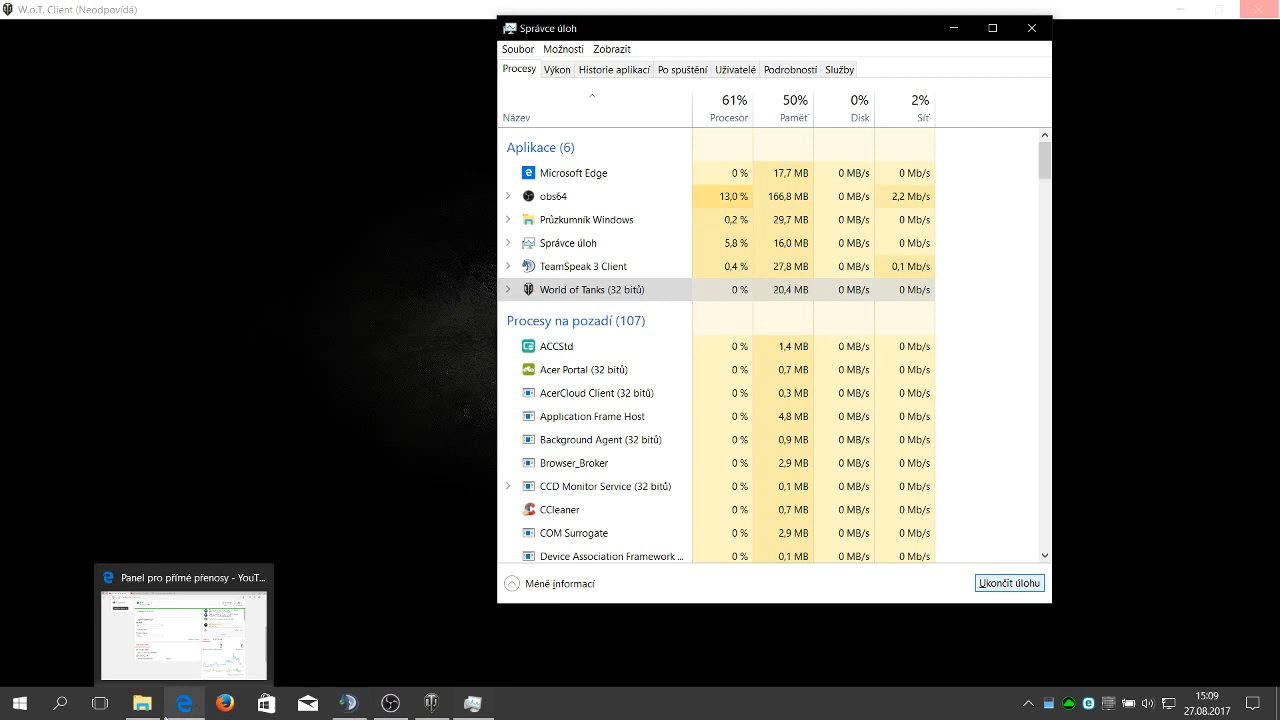 W.o.T. Client (Neodpovídá)
Správce úloh
Soubor Možnosti Zobrazit
Procesy Výkon Historie aplikací Po spuštění Uživatelé Podrobnosti Služby
61% 50% 0% 2%
Název Procesor Paměť Disk Síť
Aplikace (6)
Microsoft Edge 0 % 17,7 MB 0 MB/s 0 Mb/s
obs64 13,0 % 166,8 MB 0 MB/s 2,2 Mb/s
Průzkumník Windows 0,2 % 29,7 MB 0 MB/s 0 Mb/s
Správce úloh 5,8 % 16,0 MB 0 MB/s 0 Mb/s
TeamSpeak 3 Client 0,4 % 27,8 MB 0 MB/s 0,1 Mb/s
World of Tanks (32 bitů) 0 % 20,4 MB 0 MB/s 0 Mb/s
Procesy na pozadí (107)
ACCStd 0 % 1,4 MB 0 MB/s 0 Mb/s
Acer Portal (32 bitů) 0 % 0,7 MB 0 MB/s 0 Mb/s
AcerCloud Client (32 bitů) 0 % 0,3 MB 0 MB/s 0 Mb/s
Application Frame Host 0 % 4,8 MB 0 MB/s 0 Mb/s
Background Agent (32 bitů) 0 % 0,9 MB 0 MB/s 0 Mb/s
Browser_Broker 0 % 2,9 MB 0 MB/s 0 Mb/s
CCD Monitor Service (32 bitů) 0 % 0,1 MB 0 MB/s 0 Mb/s
CCleaner 0 % 0,7 MB 0 MB/s 0 Mb/s
COM Surrogate 0 % 2,9 MB 0 MB/s 0 Mb/s
Device Association Framework ... 0 % 0,1 MB 0 MB/s 0 Mb/s
Méně informací Ukončit úlohu
Panel pro přímé přenosy - YouT...
15:09
27.08.2017